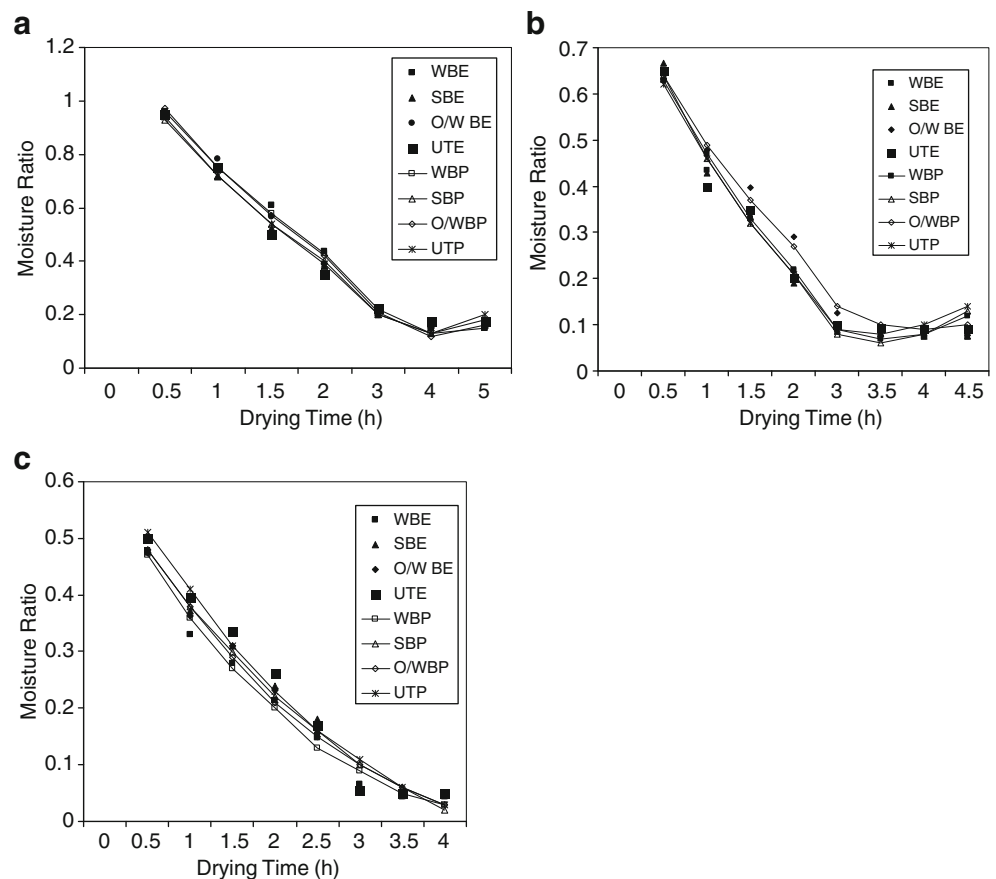 a
1.2
1
0.8
0.6
0.4
0.2
0
Moisture Ratio
0 0.5 1 1.5 2 3 4 5
Drying Time (h)
WBE
SBE
O/W BE
UTE
WBP
SBP
O/WBP
UTP
b
0.7
0.6
0.5
0.4
0.3
0.2
0.1
0
Moisture Ratio
0 0.5 1 1.5 2 3 3.5 4 4.5
Drying Time (h)
WBE
SBE
O/W BE
UTE
WBP
SBP
O/WBP
UTP
c
0.6
0.5
0.4
0.3
0.2
0.1
0
Moisture Ratio
0 0.5 1 1.5 2 2.5 3 3.5 4
Drying Time (h)
WBE
SBE
O/W BE
UTE
WBP
SBP
O/WBP
UTP